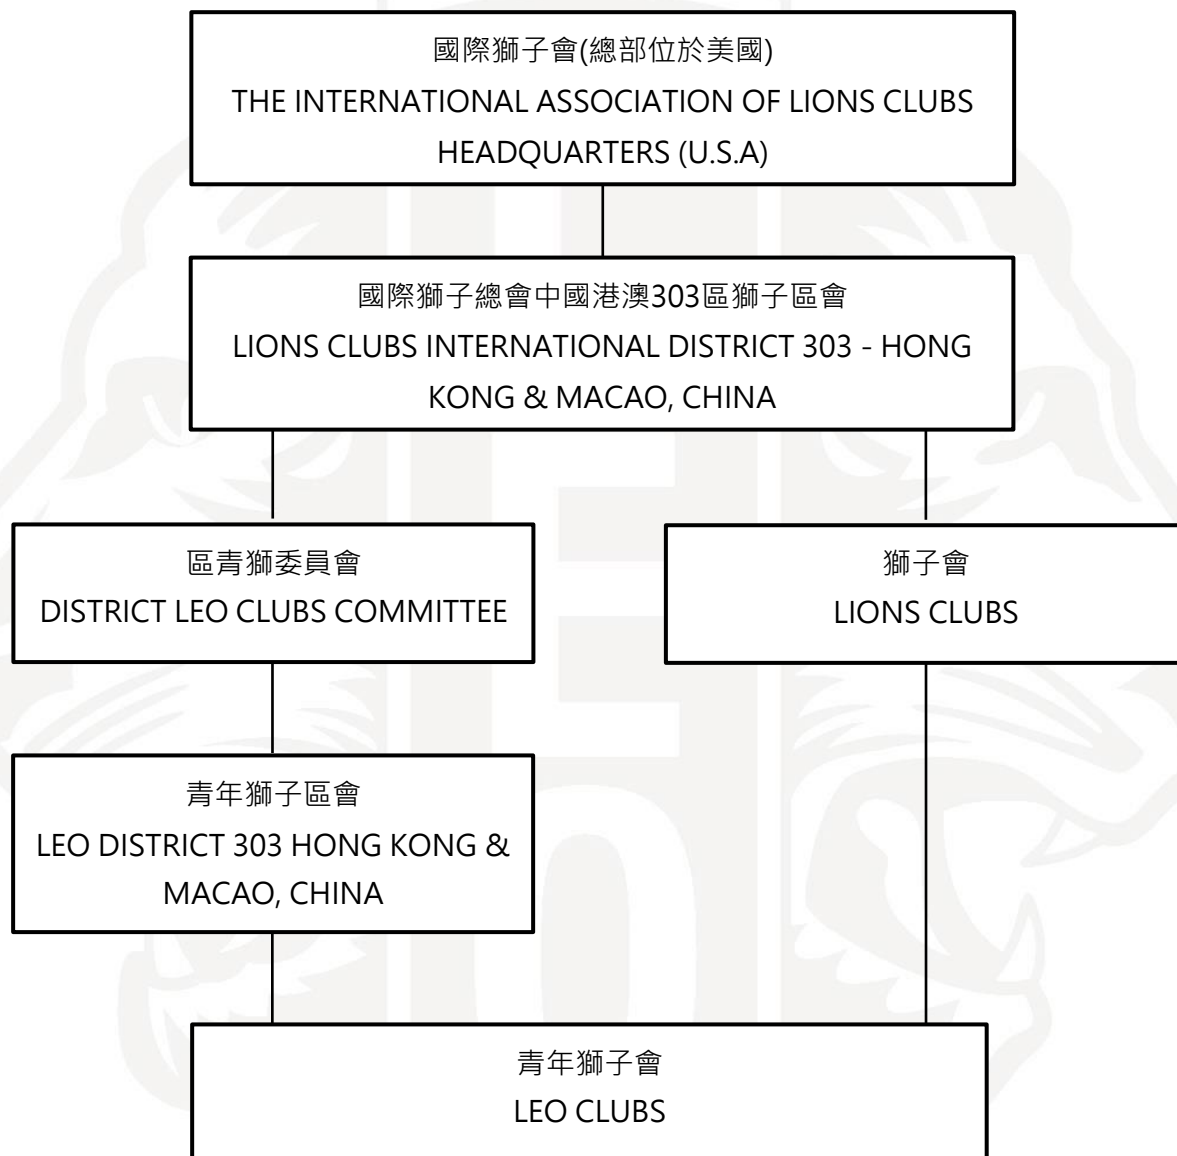 國際獅子會(總部位於美國)
THE INTERNATIONAL ASSOCIATION OF LIONS CLUBS
HEADQUARTERS (U.S.A)
國際獅子總會中國港澳303區獅子區會
LIONS CLUBS INTERNATIONAL DISTRICT 303 - HONG
KONG & MACAO, CHINA
區青獅委員會
DISTRICT LEO CLUBS COMMITTEE
獅子會
LIONS CLUBS
青年獅子區會
LEO DISTRICT 303 HONG KONG &
MACAO, CHINA
青年獅子會
LEO CLUBS